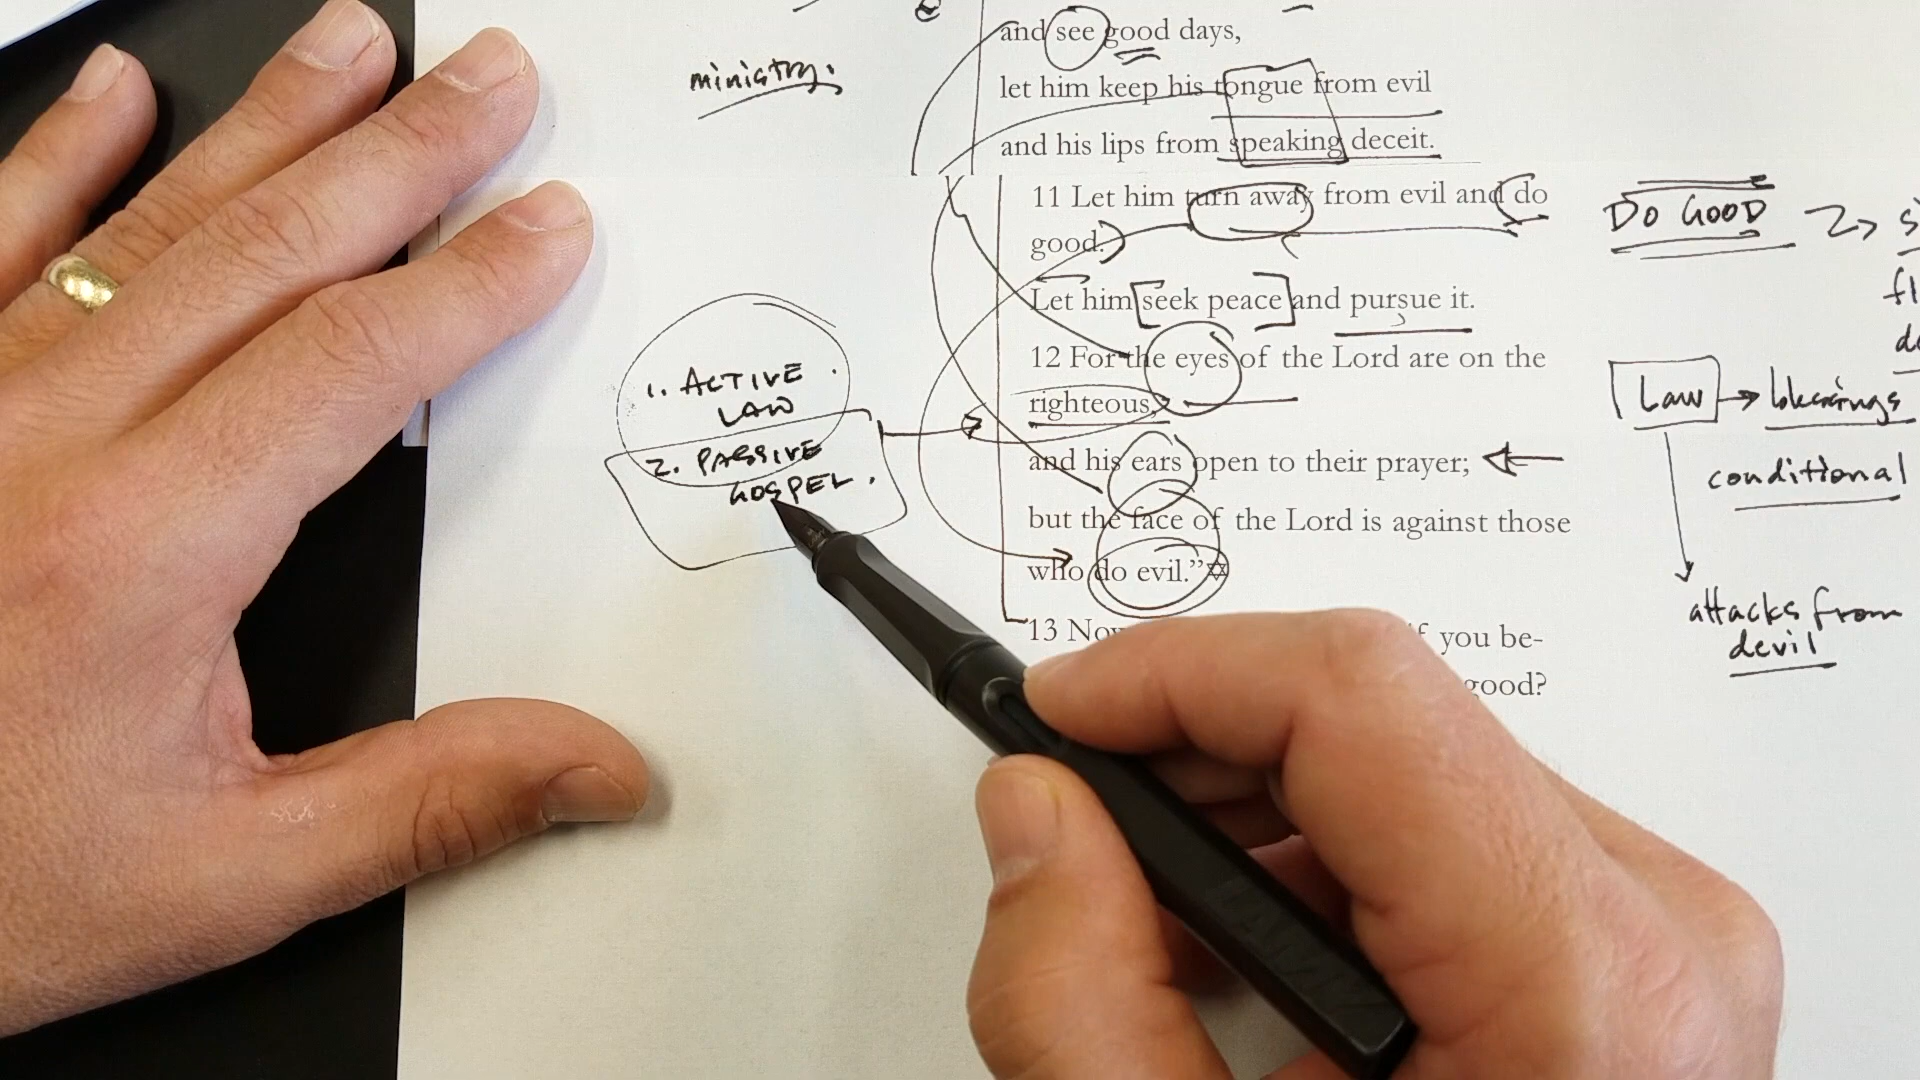 and see good days,
ministry.
let him keep his tongue from evil
and his lips from speaking deceit.
11 Let him turn away from evil and do
good.
DO GOOD
Let him seek peace and pursue it.
12 For the eyes of the Lord are on the
righteous,
1. ACTIVE
LAW
2. PASSIVE
GOSPEL.
Law → blessings
and his ears open to their prayer;
conditional
but the face of the Lord is against those
who do evil.”✡
13 Now
you be-
good?
attacks from
devil
LAMY